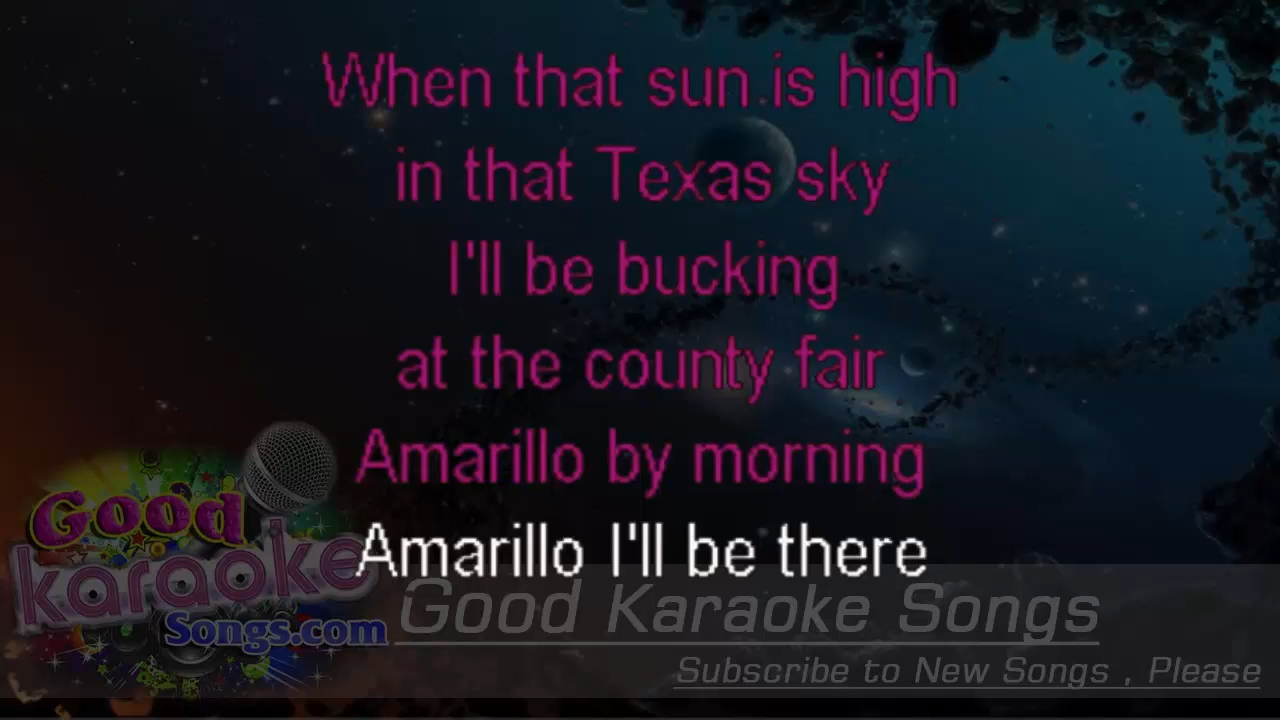 When that sun is high
in that Texas sky
I'll be bucking
at the county fair
Amarillo by morning
Amarillo I'll be there
Good
karaoke
Songs.com
Good Karaoke Songs
Subscribe to New Songs , Please